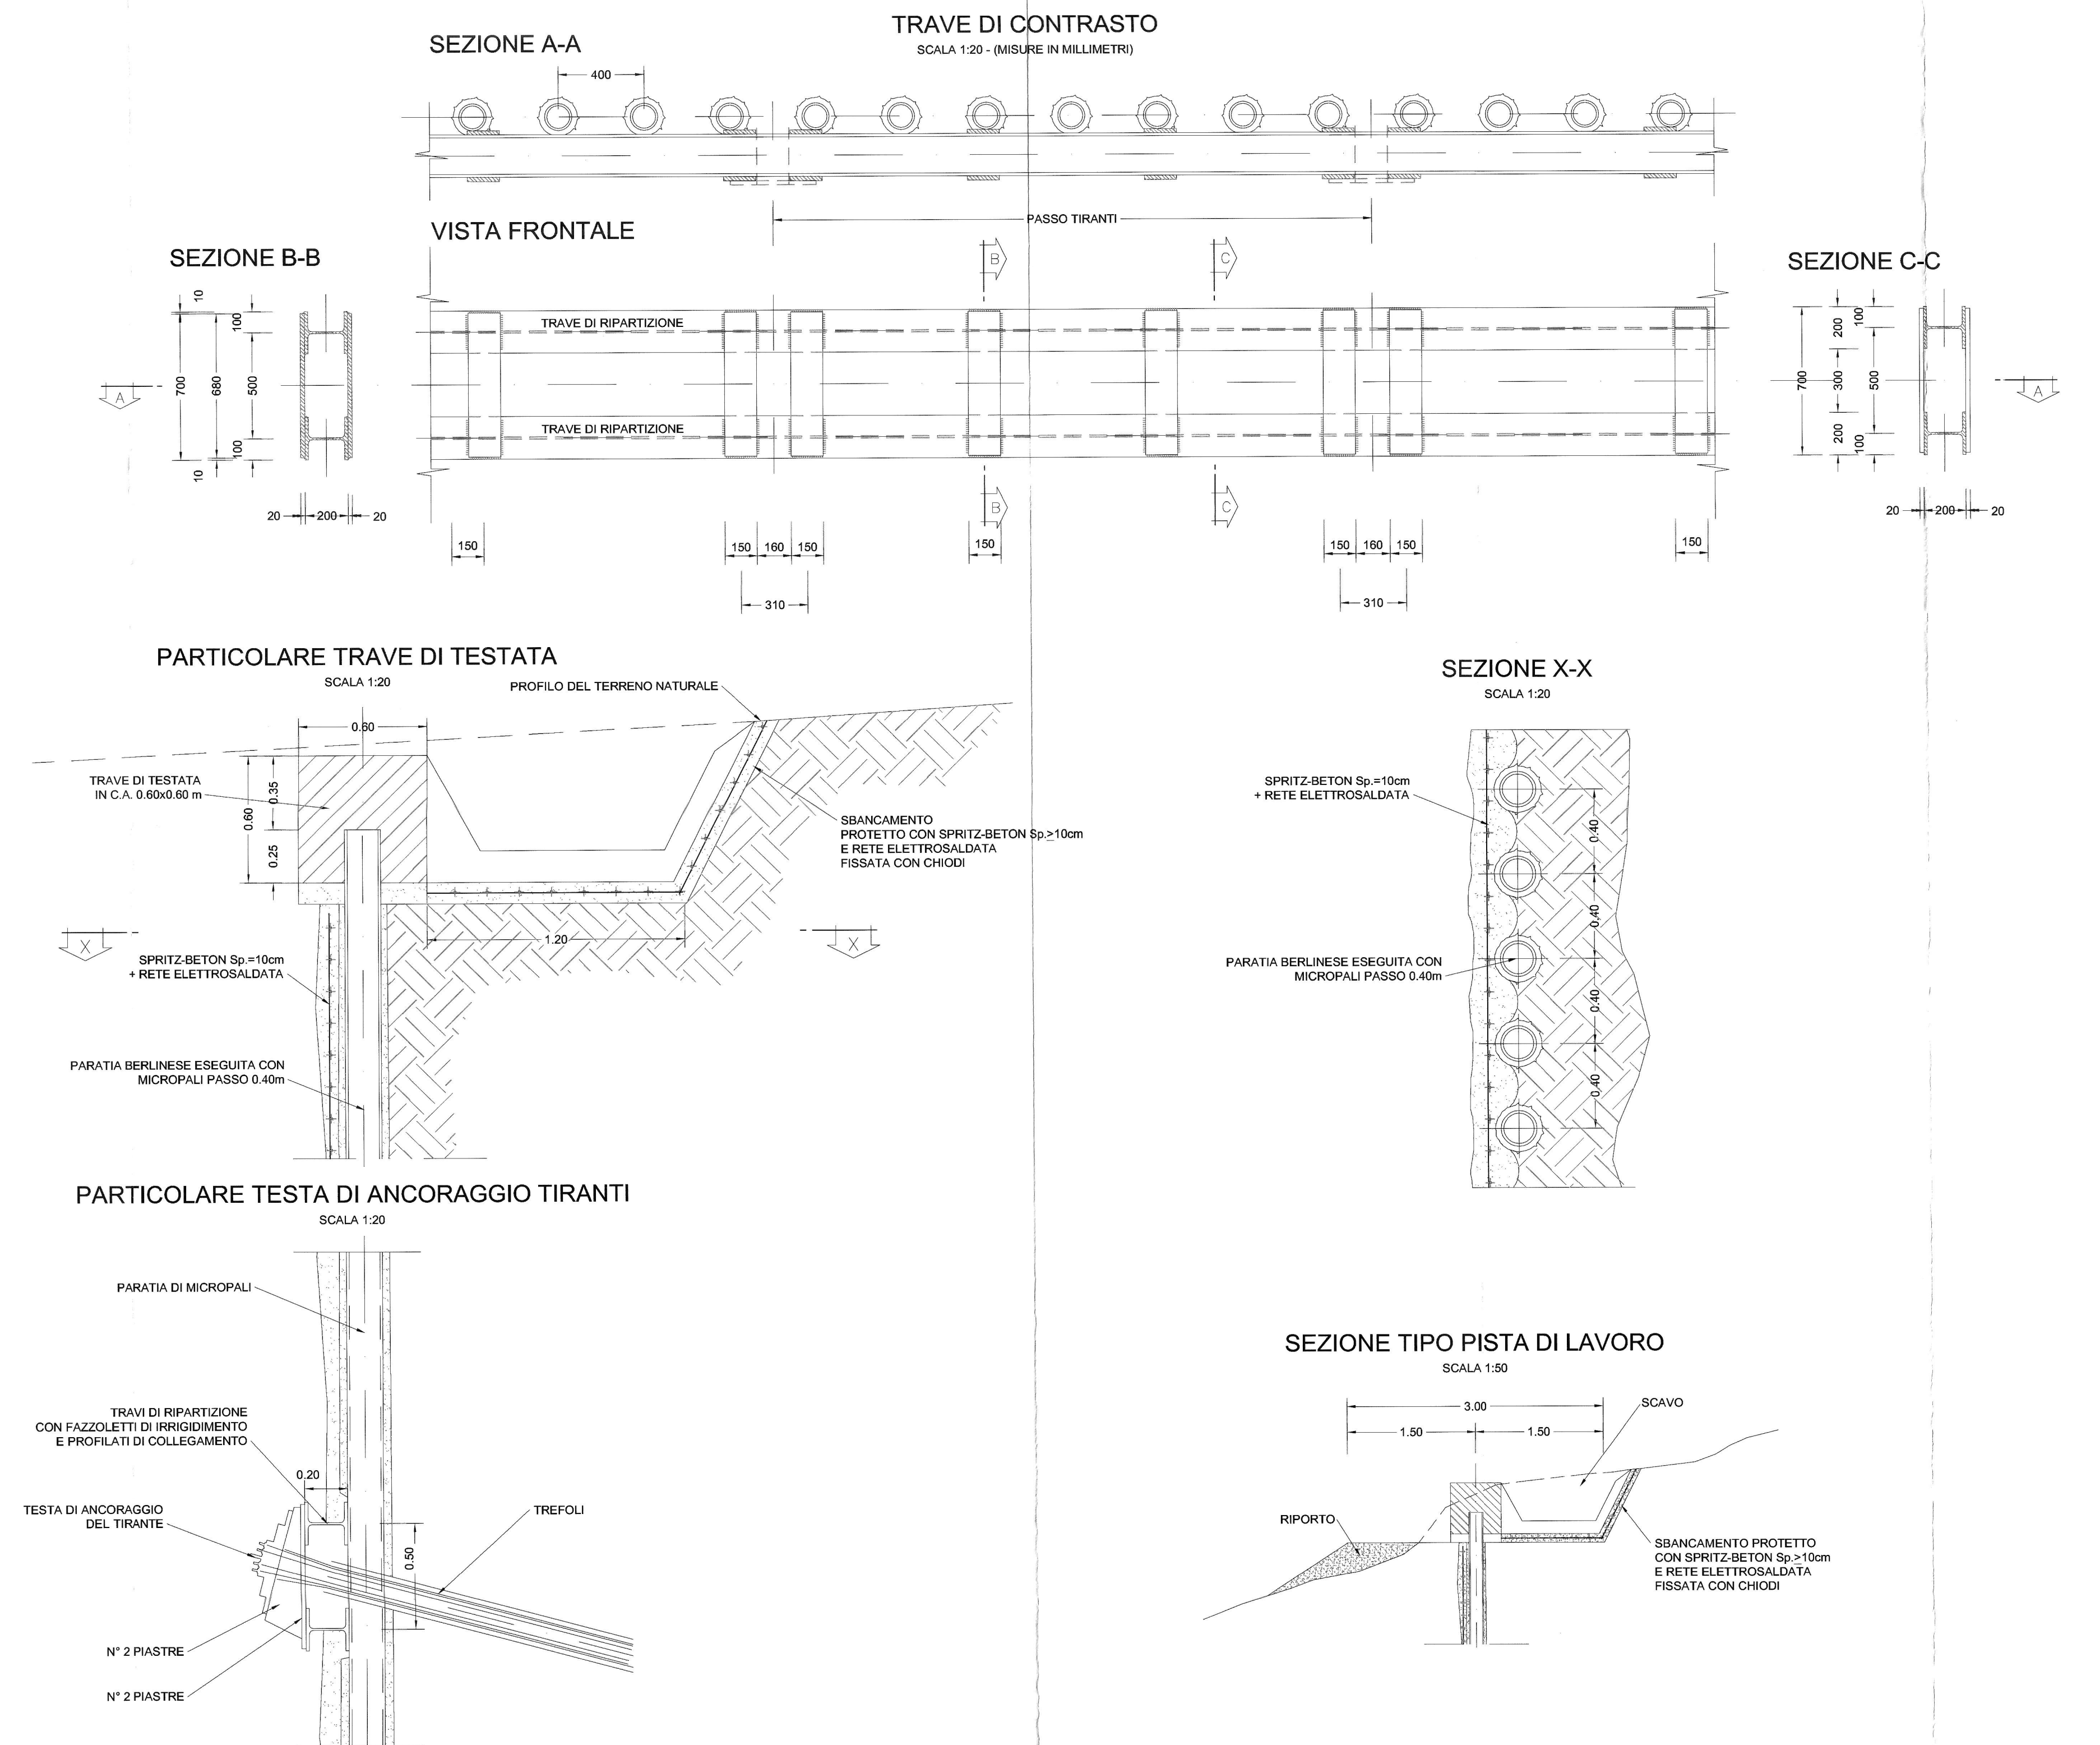 TRAVE DI CONTRASTO
SCALA 1:20 - (MISURE IN MILLIMETRI)
SEZIONE A-A
400
PASSO TIRANTI
VISTA FRONTALE
B
C
TRAVE DI RIPARTIZIONE
TRAVE DI RIPARTIZIONE
B
C
150
150
160
150
150
150
160
150
150
310
310
SEZIONE B-B
10
100
700
680
500
100
10
20
200
20
A
SEZIONE C-C
100
200
700
300
500
200
100
20
200
20
A
PARTICOLARE TRAVE DI TESTATA
SCALA 1:20
PROFILO DEL TERRENO NATURALE
0.60
TRAVE DI TESTATA
IN C.A. 0.60x0.60 m
0.35
0.60
0.25
SBANCAMENTO
PROTETTO CON SPRITZ-BETON Sp.≥10cm
E RETE ELETTROSALDATA
FISSATA CON CHIODI
1.20
X
X
SPRITZ-BETON Sp.=10cm
+ RETE ELETTROSALDATA
PARATIA BERLINESE ESEGUITA CON
MICROPALI PASSO 0.40m
SEZIONE X-X
SCALA 1:20
SPRITZ-BETON Sp.=10cm
+ RETE ELETTROSALDATA
0.40
0.40
0.40
0.40
PARATIA BERLINESE ESEGUITA CON
MICROPALI PASSO 0.40m
PARTICOLARE TESTA DI ANCORAGGIO TIRANTI
SCALA 1:20
PARATIA DI MICROPALI
TRAVI DI RIPARTIZIONE
CON FAZZOLETTI DI IRRIGIDIMENTO
E PROFILATI DI COLLEGAMENTO
0.20
TESTA DI ANCORAGGIO
DEL TIRANTE
TREFOLI
0.50
N° 2 PIASTRE
N° 2 PIASTRE
SEZIONE TIPO PISTA DI LAVORO
SCALA 1:50
3.00
1.50
1.50
SCAVO
RIPORTO
SBANCAMENTO PROTETTO
CON SPRITZ-BETON Sp.≥10cm
E RETE ELETTROSALDATA
FISSATA CON CHIODI